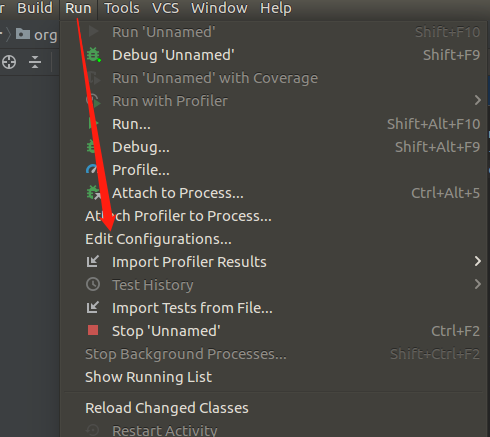 Build Run Tools VCS Window Help
Run 'Unnamed' Shift+F10
org
Debug 'Unnamed' Shift+F9
Run 'Unnamed' with Coverage
Run with Profiler
Run... Shift+Alt+F10
Debug... Shift+Alt+F9
Profile...
Attach to Process... Ctrl+Alt+5
Attach Profiler to Process...
Edit Configurations...
Import Profiler Results
Test History
Import Tests from File...
Stop 'Unnamed' Ctrl+F2
Stop Background Processes... Shift+Ctrl+F2
Show Running List
Reload Changed Classes
Restart Activity